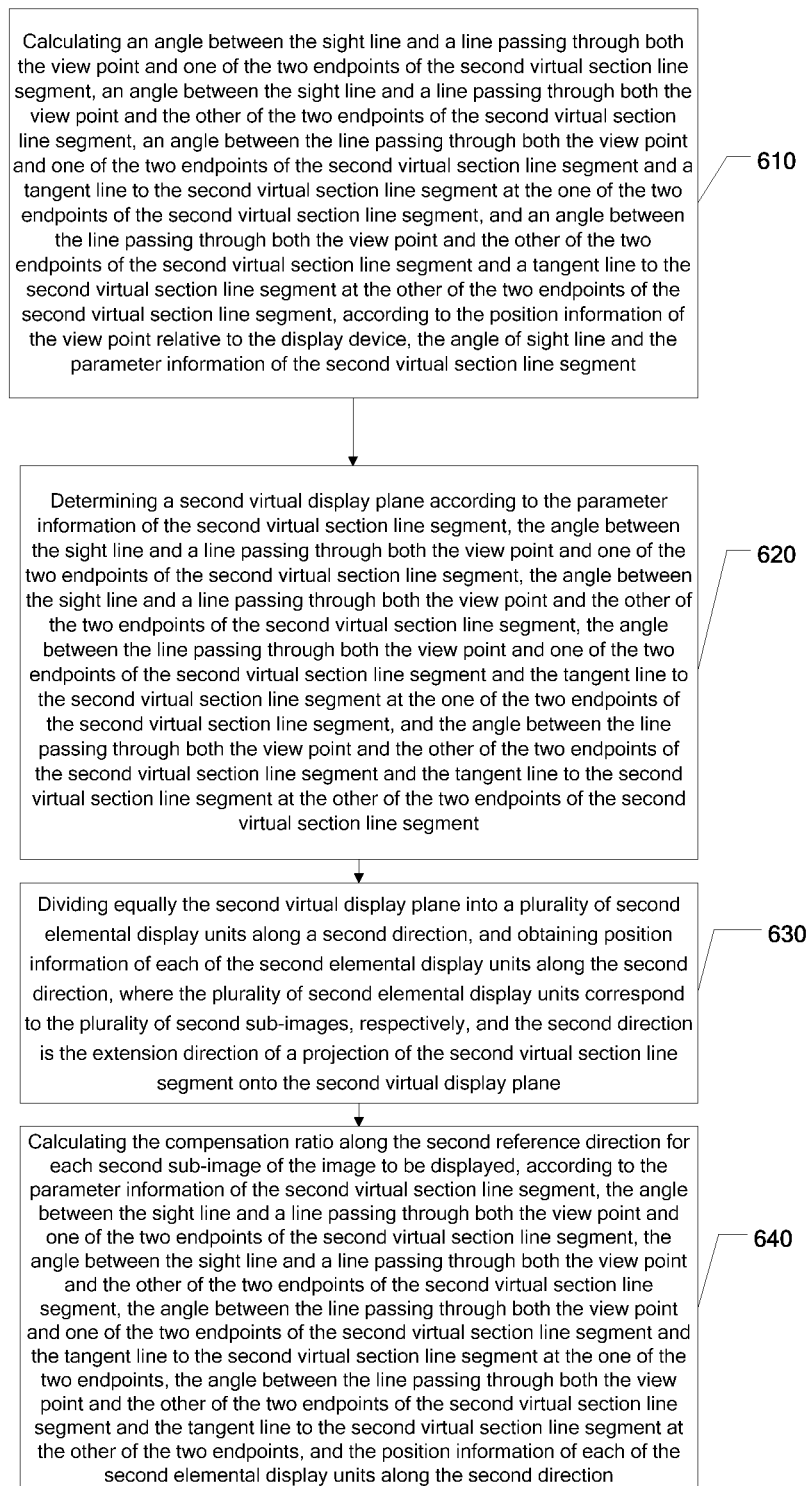 Calculating an angle between the sight line and a line passing through both
the view point and one of the two endpoints of the second virtual section line
segment, an angle between the sight line and a line passing through both the
view point and the other of the two endpoints of the second virtual section
line segment, an angle between the line passing through both the view point
and one of the two endpoints of the second virtual section line segment and a
tangent line to the second virtual section line segment at the one of the two
endpoints of the second virtual section line segment, and an angle between
the line passing through both the view point and the other of the two
endpoints of the second virtual section line segment and a tangent line to the
second virtual section line segment at the other of the two endpoints of the
second virtual section line segment, according to the position information of
the view point relative to the display device, the angle of sight line and the
parameter information of the second virtual section line segment
610
Determining a second virtual display plane according to the parameter
information of the second virtual section line segment, the angle between
the sight line and a line passing through both the view point and one of the
two endpoints of the second virtual section line segment, the angle between
the sight line and a line passing through both the view point and the other of
the two endpoints of the second virtual section line segment, the angle
between the line passing through both the view point and one of the two
endpoints of the second virtual section line segment and the tangent line to
the second virtual section line segment at the one of the two endpoints of
the second virtual section line segment, and the angle between the line
passing through both the view point and the other of the two endpoints of
the second virtual section line segment and the tangent line to the second
virtual section line segment at the other of the two endpoints of the second
virtual section line segment
620
Dividing equally the second virtual display plane into a plurality of second
elemental display units along a second direction, and obtaining position
information of each of the second elemental display units along the second
direction, where the plurality of second elemental display units correspond
to the plurality of second sub-images, respectively, and the second direction
is the extension direction of a projection of the second virtual section line
segment onto the second virtual display plane
630
Calculating the compensation ratio along the second reference direction for
each second sub-image of the image to be displayed, according to the
parameter information of the second virtual section line segment, the angle
between the sight line and a line passing through both the view point and
one of the two endpoints of the second virtual section line segment, the
angle between the sight line and a line passing through both the view point
and the other of the two endpoints of the second virtual section line
segment, the angle between the line passing through both the view point
and one of the two endpoints of the second virtual section line segment and
the tangent line to the second virtual section line segment at the one of the
two endpoints, the angle between the line passing through both the view
point and the other of the two endpoints of the second virtual section line
segment and the tangent line to the second virtual section line segment at
the other of the two endpoints, and the position information of each of the
second elemental display units along the second direction
640